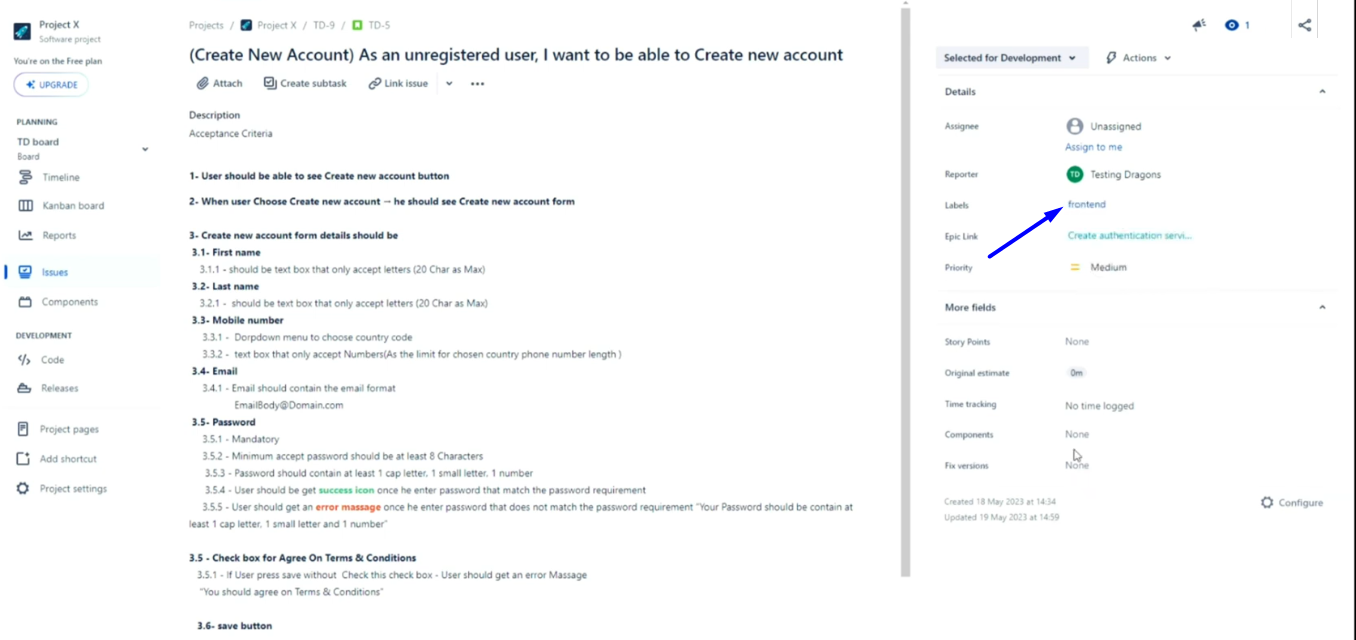 Project X
Software project
You're on the Free plan
UPGRADE
PLANNING
TD board
Board
Timeline
Kanban board
Reports
Issues
Components
DEVELOPMENT
Code
Releases
Project pages
Add shortcut
Project settings
Projects / Project X / TD-9 / TD-5
(Create New Account) As an unregistered user, I want to be able to Create new account
Attach Create subtask Link issue
Description
Acceptance Criteria
1- User should be able to see Create new account button
2- When user Choose Create new account → he should see Create new account form
3- Create new account form details should be
3.1- First name
3.1.1 - should be text box that only accept letters (20 Char as Max)
3.2- Last name
3.2.1 - should be text box that only accept letters (20 Char as Max)
3.3- Mobile number
3.3.1 - Dorpdown menu to choose country code
3.3.2 - text box that only accept Numbers(As the limit for chosen country phone number length )
3.4- Email
3.4.1 - Email should contain the email format
EmailBody@Domain.com
3.5- Password
3.5.1 - Mandatory
3.5.2 - Minimum accept password should be at least 8 Characters
3.5.3 - Password should contain at least 1 cap letter, 1 small letter, 1 number
3.5.4 - User should be get success icon once he enter password that match the password requirement
3.5.5 - User should get an error massage once he enter password that does not match the password requirement "Your Password should be contain at
least 1 cap letter, 1 small letter and 1 number"
3.5 - Check box for Agree On Terms & Conditions
3.5.1 - If User press save without Check this check box - User should get an error Massage
"You should agree on Terms & Conditions"
3.6- save button
1
Selected for Development Actions
Details
Assignee Unassigned
Assign to me
Reporter TD Testing Dragons
Labels frontend
Epic Link Create authentication servi...
Priority Medium
More fields
Story Points None
Original estimate 0m
Time tracking No time logged
Components None
Fix versions None
Created 18 May 2023 at 14:34
Updated 19 May 2023 at 14:59
Configure